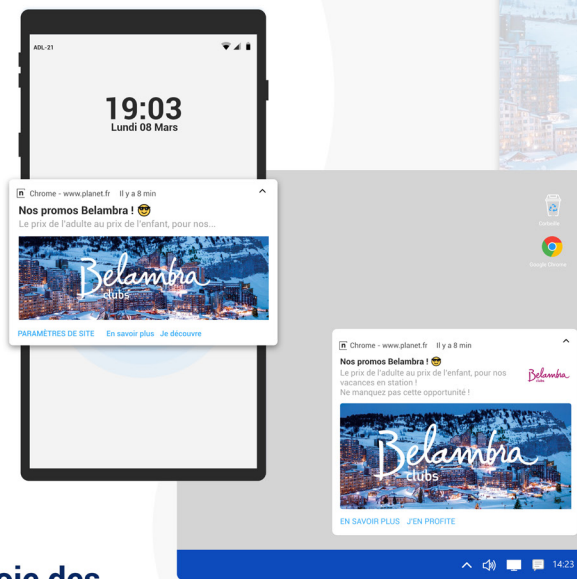 ADL-21
19:03
Lundi 08 Mars
Chrome - www.planet.fr Il y a 8 min
Nos promos Belambra ! 😎
Le prix de l'adulte au prix de l'enfant, pour nos...
Belambra
clubs
PARAMÈTRES DE SITE En savoir plus Je découvre
Corbeille
Google Chrome
Chrome - www.planet.fr Il y a 8 min
Nos promos Belambra ! 😎
Le prix de l'adulte au prix de l'enfant, pour nos
vacances en station !
Ne manquez pas cette opportunité !
Belambra
clubs
Belambra
clubs
EN SAVOIR PLUS J'EN PROFITE
14:23